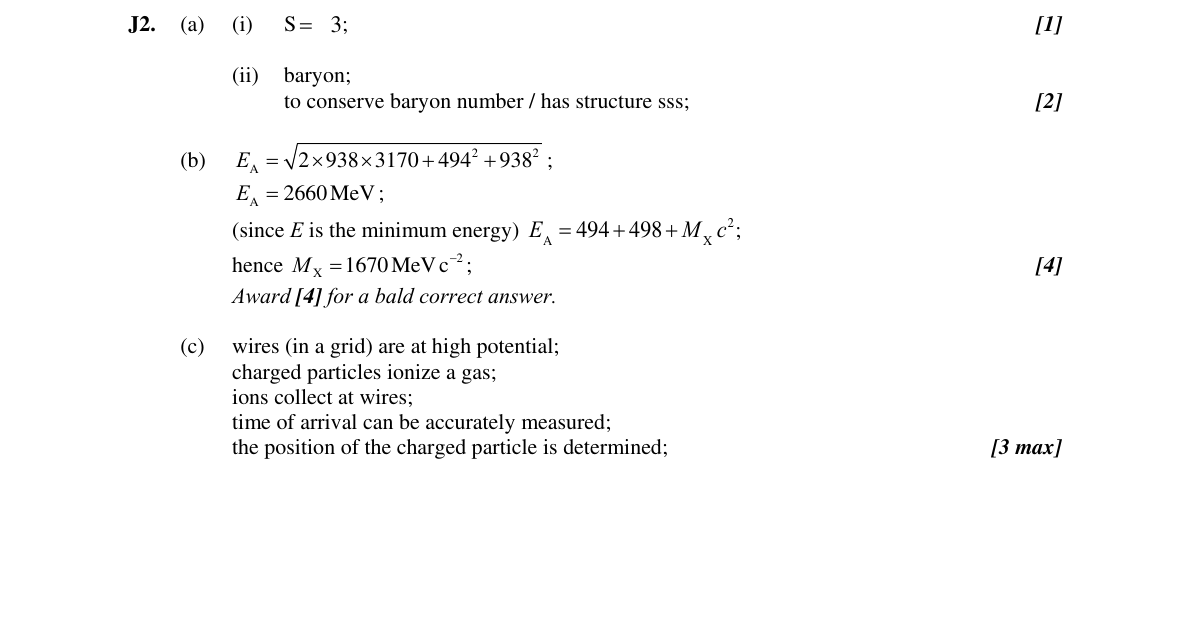 J2. (a) (i) S = 3; [1]
(ii) baryon;
to conserve baryon number / has structure sss; [2]
(b) E_A = √(2×938×3170+494²+938²) ;
E_A = 2660 MeV;
(since E is the minimum energy) E_A = 494+498+M_X c²;
hence M_X = 1670 MeV c⁻²; [4]
Award [4] for a bald correct answer.
(c) wires (in a grid) are at high potential;
charged particles ionize a gas;
ions collect at wires;
time of arrival can be accurately measured;
the position of the charged particle is determined; [3 max]